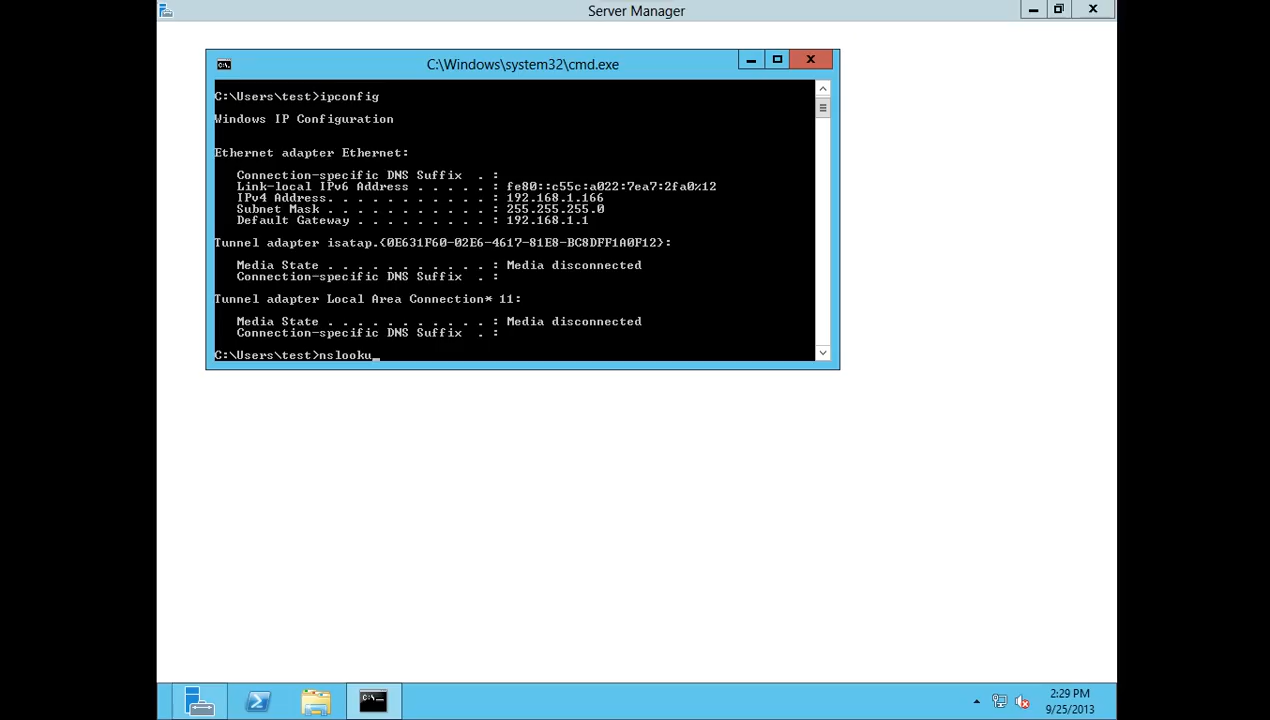 Server Manager
C:\Windows\system32\cmd.exe
C:\Users\test>ipconfig
Windows IP Configuration
Ethernet adapter Ethernet:
Connection-specific DNS Suffix . :
Link-local IPv6 Address . . . . . : fe80::c55c:a022:7ea7:2fa0%12
IPv4 Address. . . . . . . . . . . : 192.168.1.166
Subnet Mask . . . . . . . . . . . : 255.255.255.0
Default Gateway . . . . . . . . . : 192.168.1.1
Tunnel adapter isatap.{0E631F60-02E6-4617-81E8-BC8DFF1A0F12}:
Media State . . . . . . . . . . . : Media disconnected
Connection-specific DNS Suffix . :
Tunnel adapter Local Area Connection* 11:
Media State . . . . . . . . . . . : Media disconnected
Connection-specific DNS Suffix . :
C:\Users\test>nslooku_
2:29 PM
9/25/2013